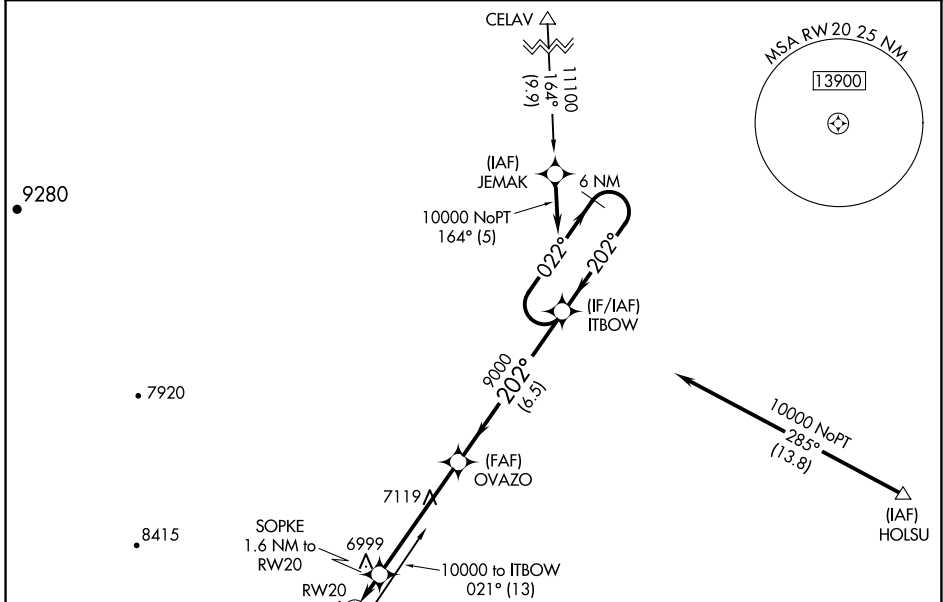 CELAV
11100
164°
(9.9)
MSA RW20 25 NM
13900
(IAF)
JEMAK
6 NM
9280
10000 NoPT
164° (5)
022°
202°
(IF/IAF)
ITBOW
9000
202°
(6.5)
7920
10000 NoPT
285°
(13.8)
(FAF)
OVAZO
7119
(IAF)
HOLSU
8415
SOPKE
1.6 NM to
RW20
6999
10000 to ITBOW
021° (13)
RW20